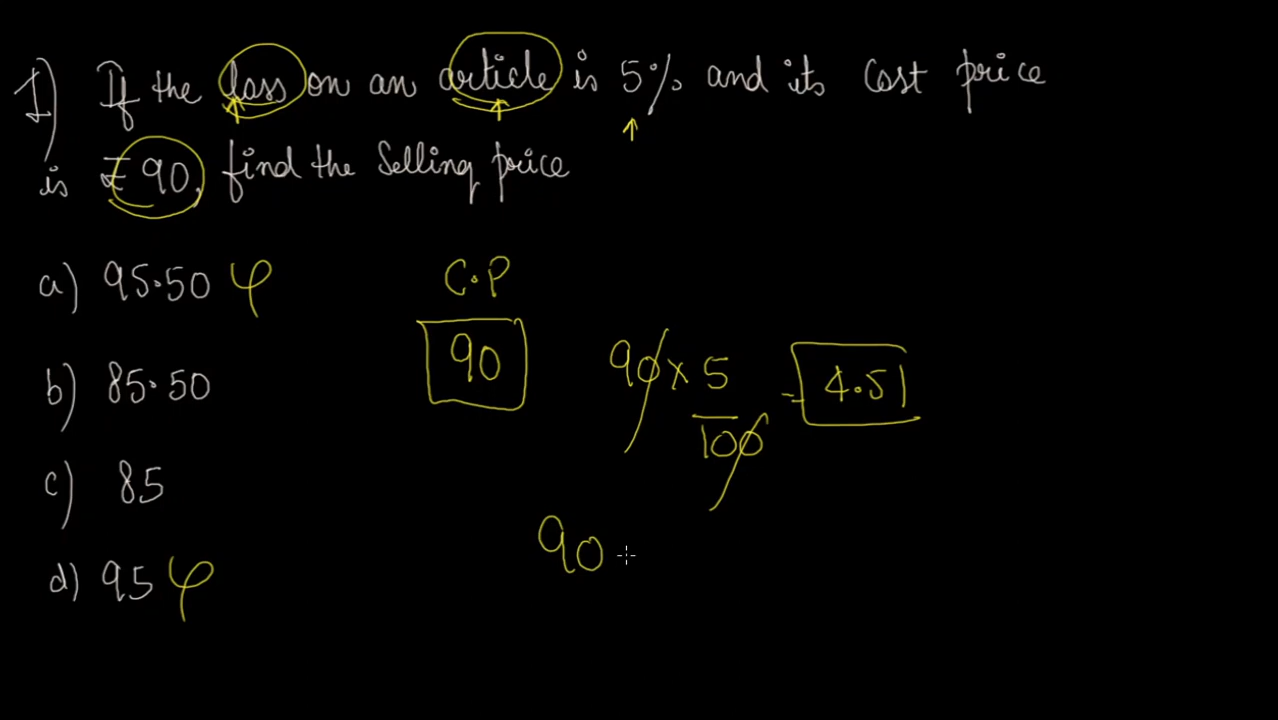 1) If the loss on an article is 5% and its Cost price
is ₹ 90, find the Selling price
a) 95.50 φ
b) 85.50
c) 85
d) 95 φ
C.P
90
90 x 5
100
= 4.5
90